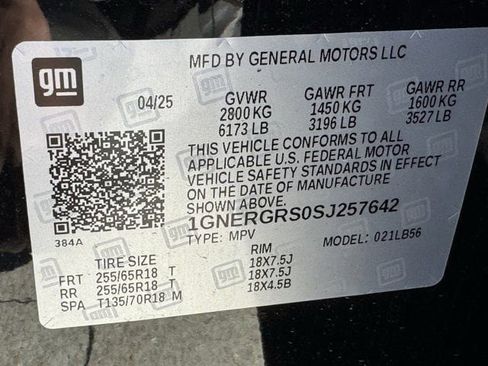 gm
MFD BY GENERAL MOTORS LLC
04/25
GVWR GAWR FRT GAWR RR
2800 KG 1450 KG 1600 KG
6173 LB 3196 LB 3527 LB
THIS VEHICLE CONFORMS TO ALL
APPLICABLE U.S. FEDERAL MOTOR
VEHICLE SAFETY STANDARDS IN EFFECT
ON THE DATE OF MANUFACTURE
SHOWN ABOVE.
1GNERGRS0SJ257642
384A
TYPE: MPV MODEL: 021LB56
TIRE SIZE RIM
FRT 255/65R18 T 18X7.5J
RR 255/65R18 T 18X7.5J
SPA T135/70R18 M 18X4.5B